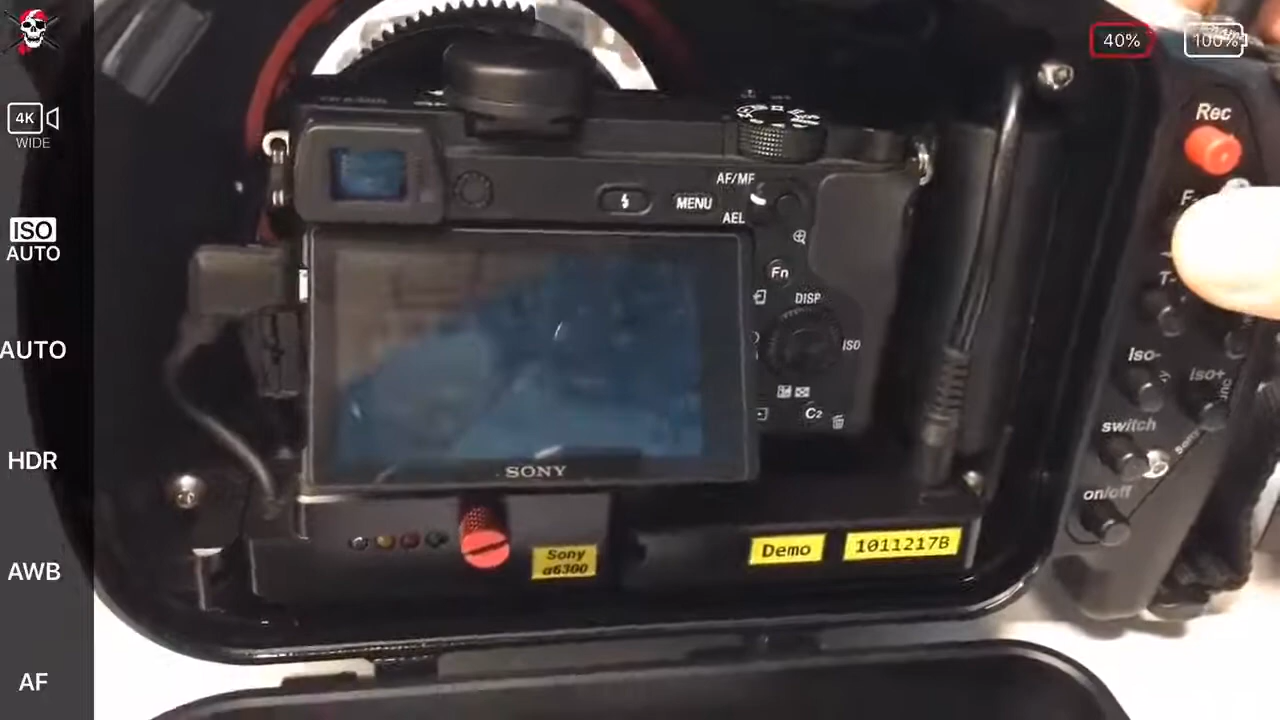 4K
WIDE
ISO
AUTO
AUTO
HDR
AWB
AF
40%
100%
AF/MF
MENU
AEL
Fn
DISP
ISO
C2
SONY
Sony
α6300
Demo
1011217B
Rec
F-
T-
Iso-
Iso+
switch
on/off